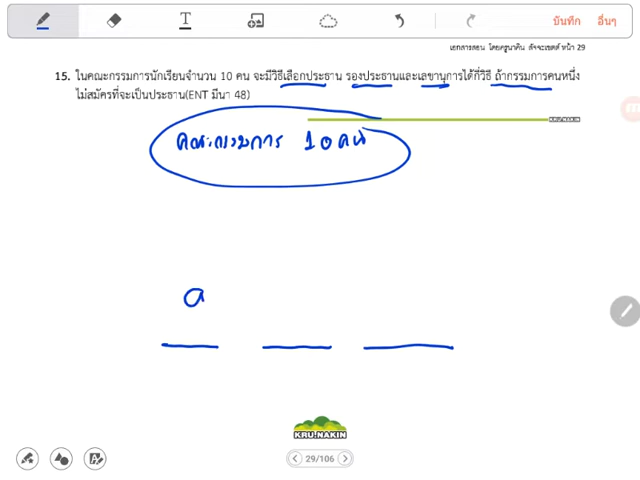 บันทึก อื่นๆ
เอกสารสอน โดยครูนาคิน สัจจะเขตต์ หน้า 29
15. ในคณะกรรมการนักเรียนจำนวน 10 คน จะมีวิธีเลือกประธาน รองประธานและเลขานุการได้กี่วิธี ถ้ากรรมการคนหนึ่ง
ไม่สมัครที่จะเป็นประธาน(ENT มีนา 48)
KRU-NAKIN
คณะกรรมการ 10 คน
KRU-NAKIN
29/106